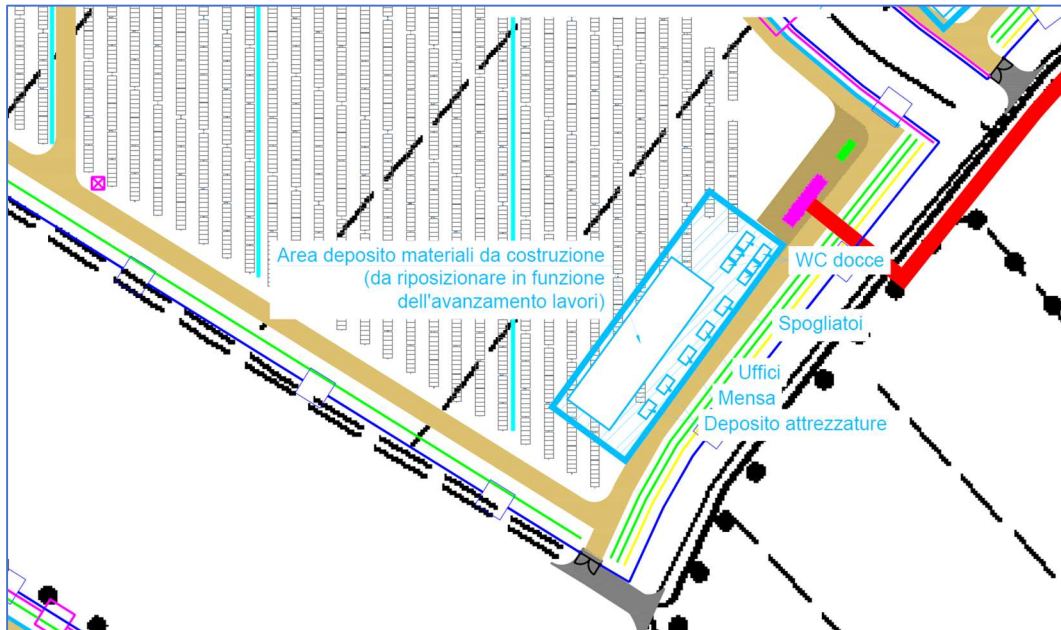 Area deposito materiali da costruzione
(da riposizionare in funzione
dell'avanzamento lavori)
WC docce
Spogliatoi
Uffici
Mensa
Deposito attrezzature